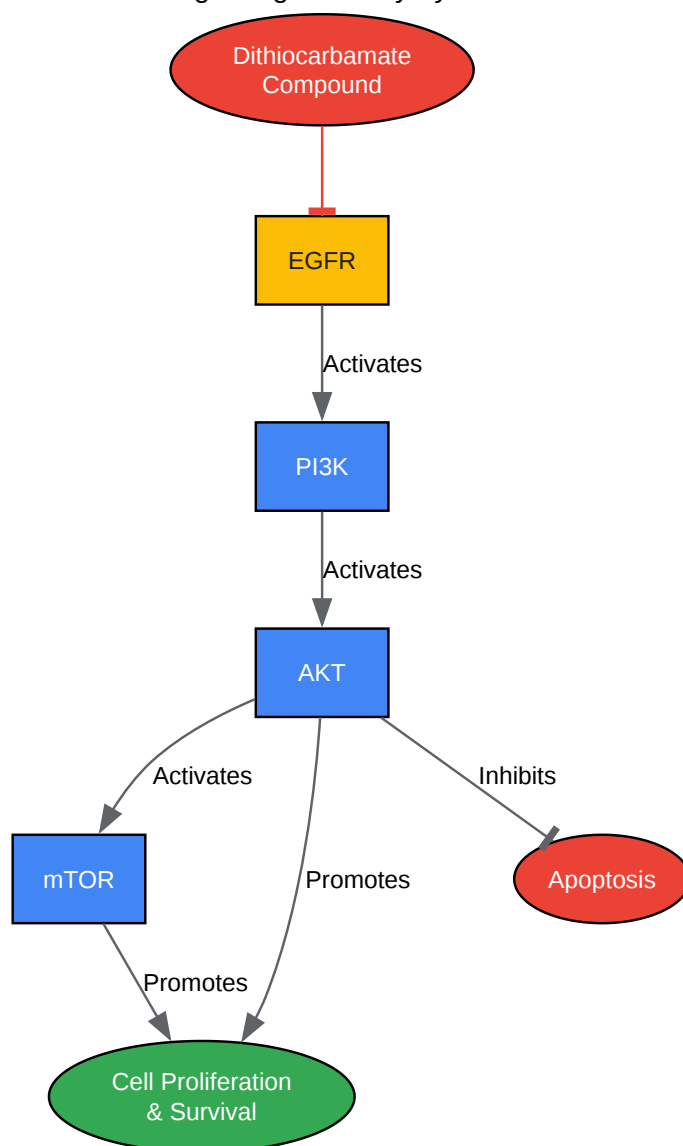 Dithiocarbamate
Compound
EGFR
Activates
PI3K
Activates
AKT
Activates
Inhibits
mTOR
Promotes
Apoptosis
Promotes
Cell Proliferation
& Survival